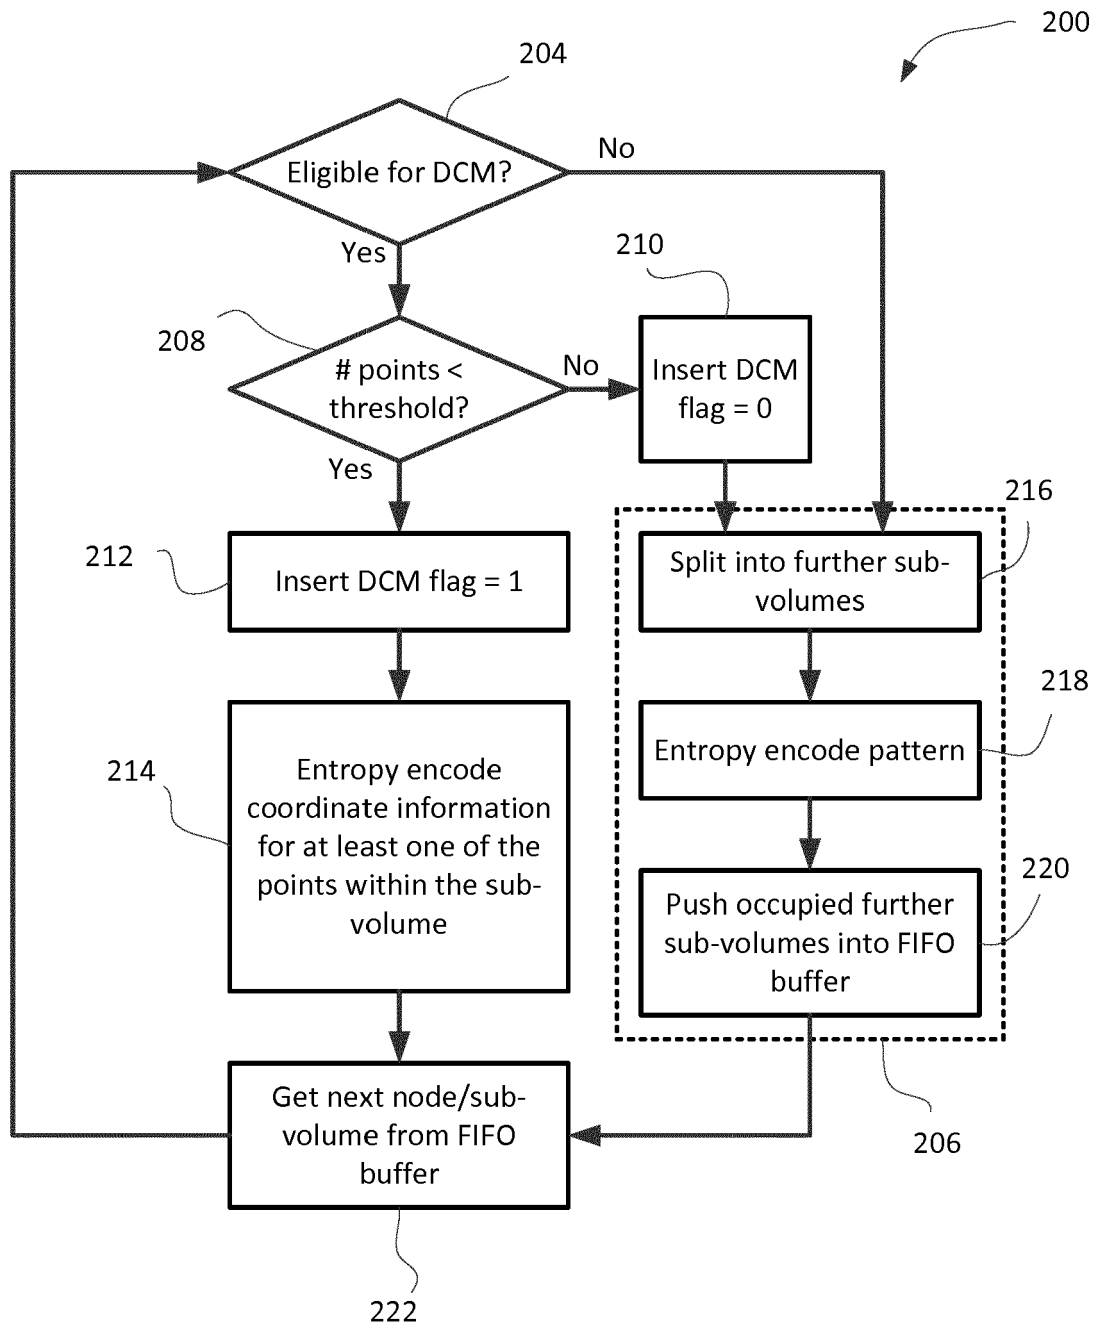 200
204
Eligible for DCM?
No
Yes
210
208
# points <
threshold?
No
Insert DCM
flag = 0
Yes
216
212
Insert DCM flag = 1
Split into further sub-
volumes
218
214
Entropy encode
coordinate information
for at least one of the
points within the sub-
volume
Entropy encode pattern
220
Push occupied further
sub-volumes into FIFO
buffer
Get next node/sub-
volume from FIFO
buffer
206
222